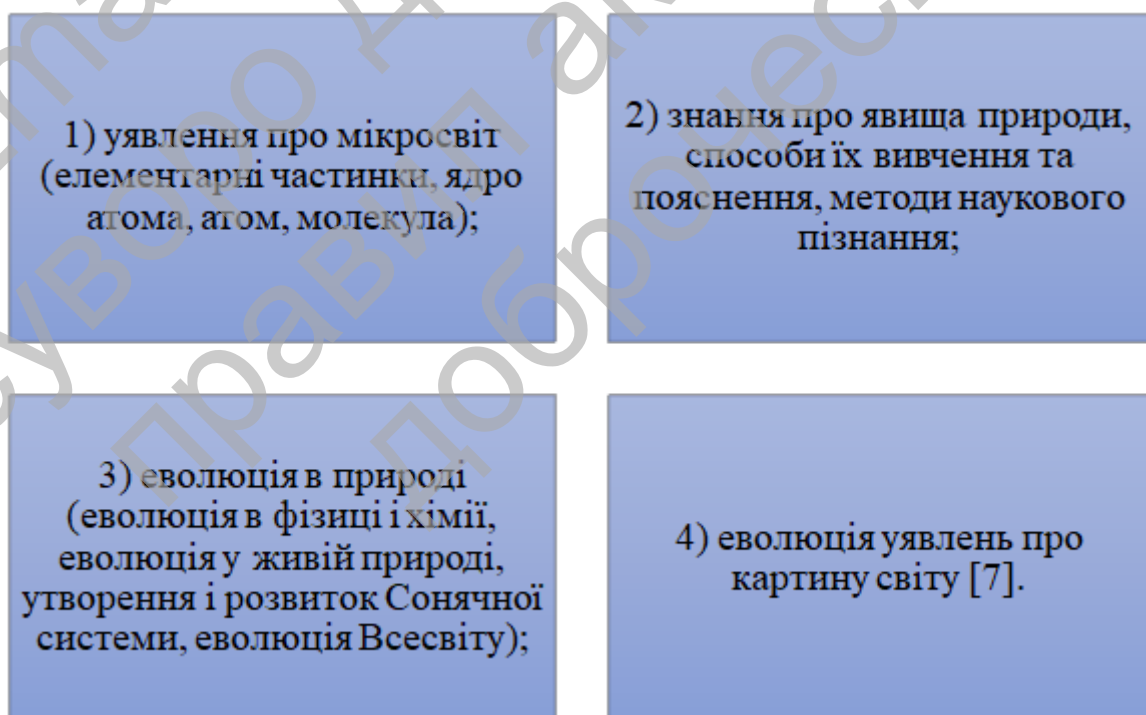 1) уявлення про мікросвіт
(елементарні частинки, ядро
атома, атом, молекула);
2) знання про явища природи,
способи їх вивчення та
пояснення, методи наукового
пізнання;
3) еволюція в природі
(еволюція в фізиці і хімії,
еволюція у живій природі,
утворення і розвиток Сонячної
системи, еволюція Всесвіту);
4) еволюція уявлень про
картину світу [7].
правил